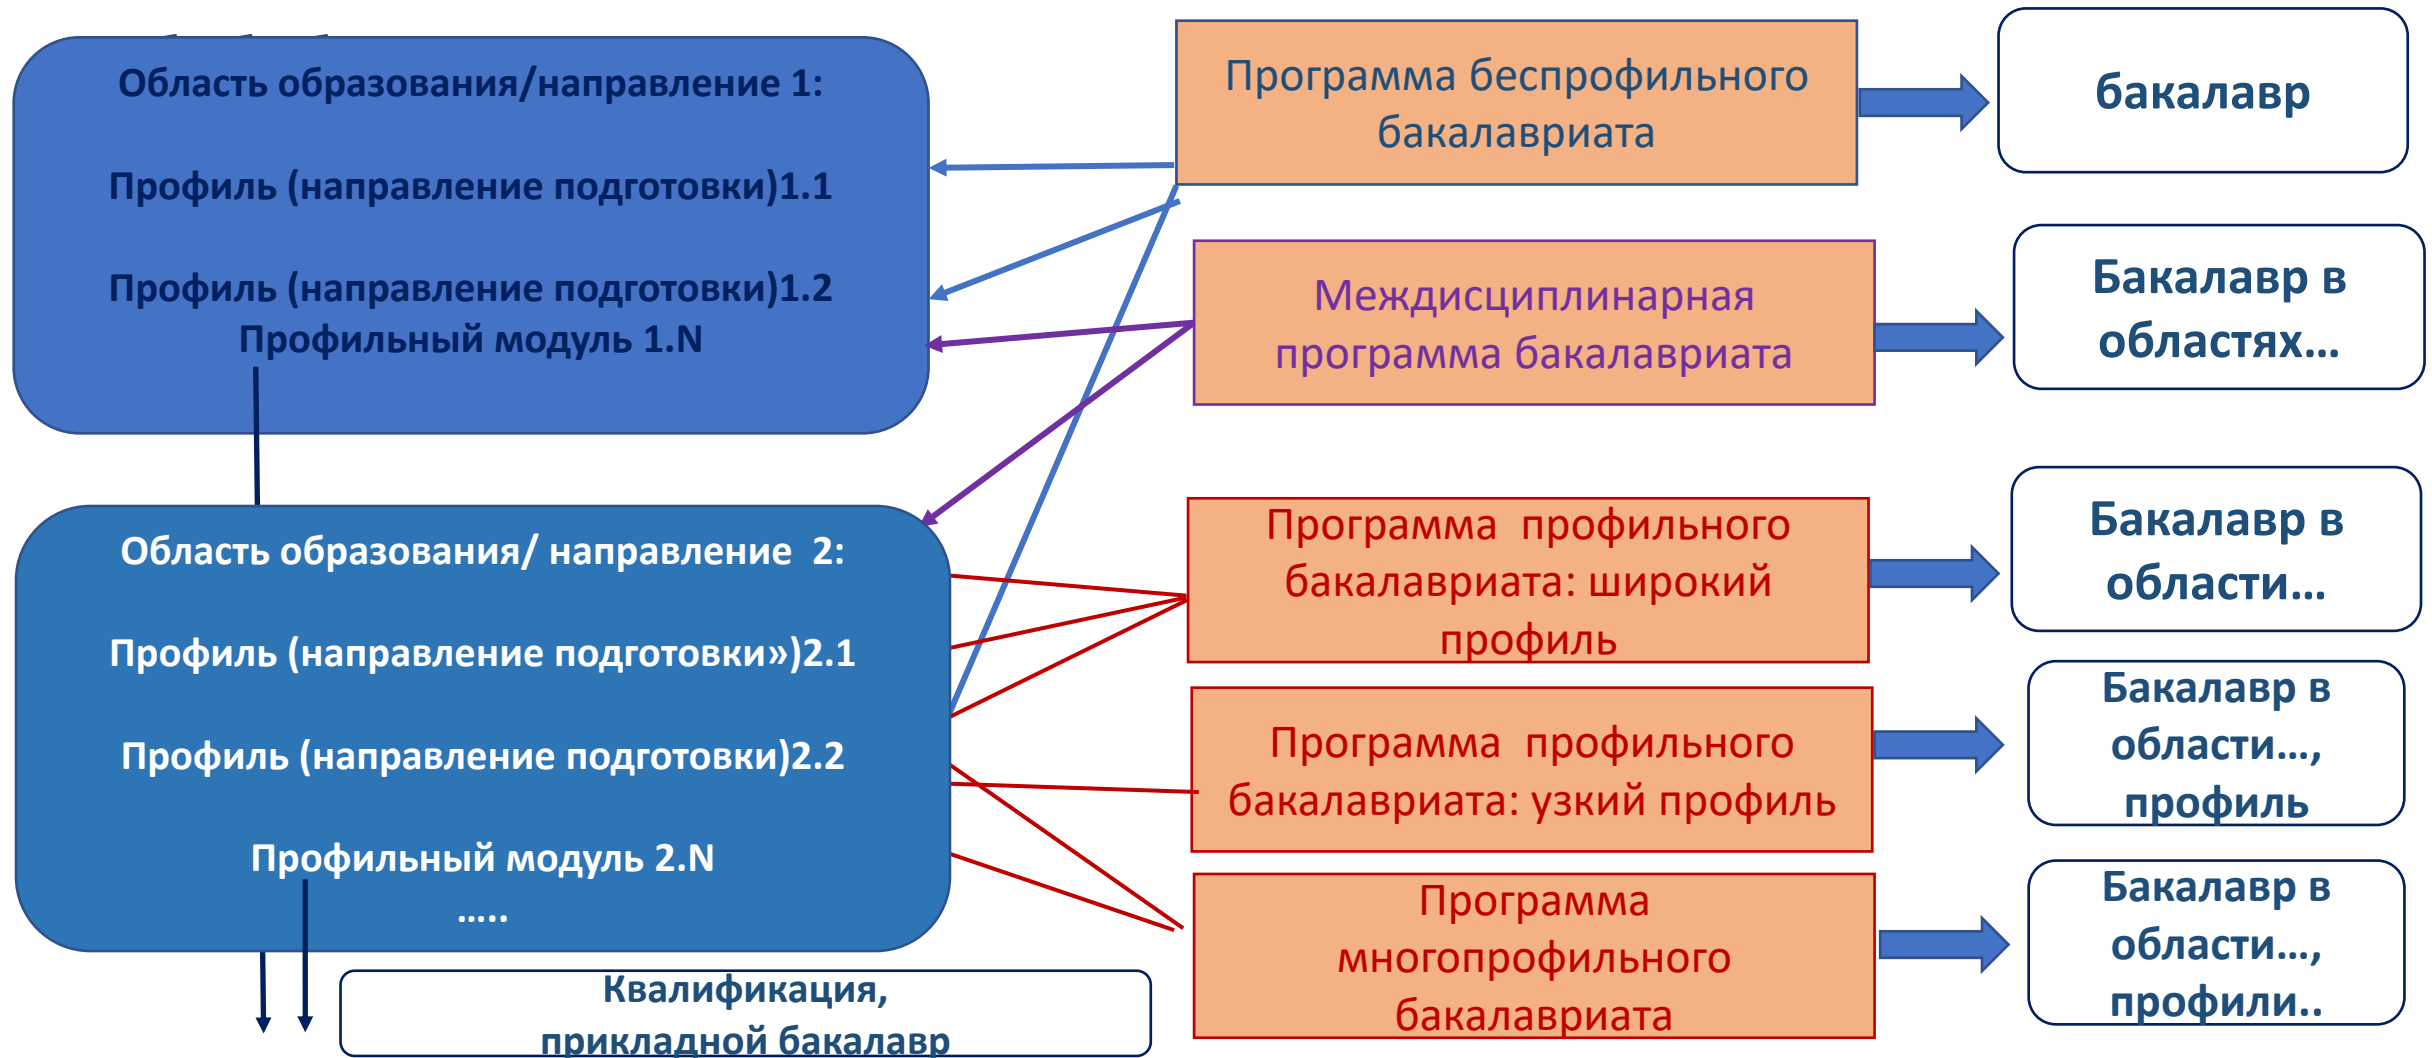 Область образования/направление 1:
Профиль (направление подготовки)1.1
Профиль (направление подготовки)1.2
Профильный модуль 1.N
Область образования/ направление  2:
Профиль (направление подготовки»)2.1
Профиль (направление подготовки)2.2
Профильный модуль 2.N
…..
Квалификация,
прикладной бакалавр
Программа беспрофильного
бакалавриата
Междисциплинарная
программа бакалавриата
Программа  профильного
бакалавриата: широкий
профиль
Программа  профильного
бакалавриата: узкий профиль
Программа
многопрофильного
бакалавриата
бакалавр
Бакалавр в
областях…
Бакалавр в
области…
Бакалавр в
области…,
профиль
Бакалавр в
области…,
профили..